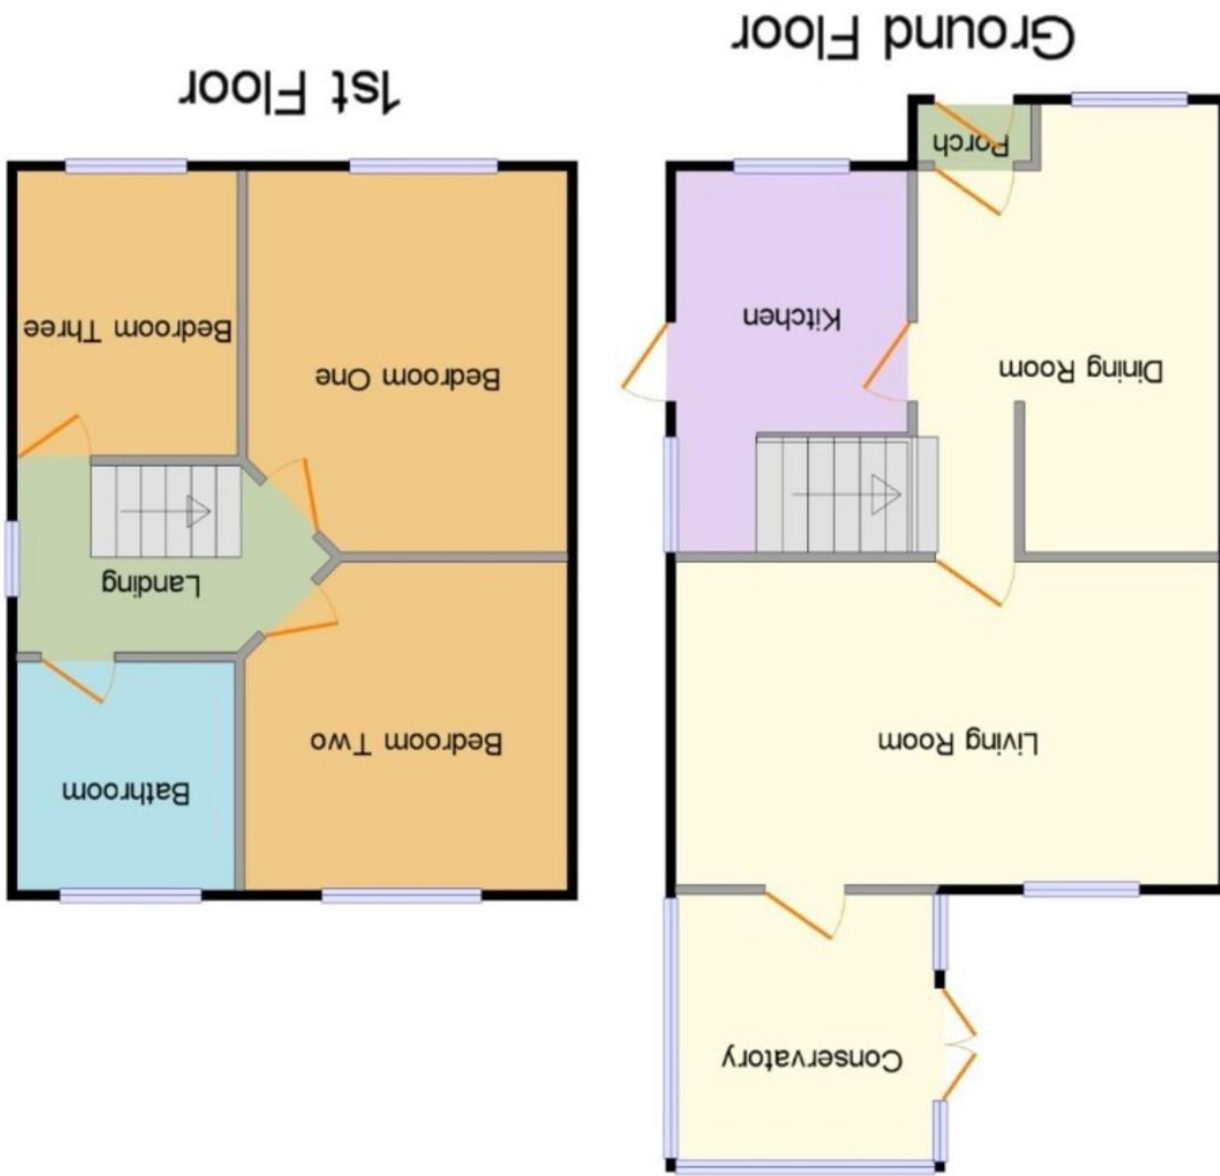 Conservatory
Living Room
Dining Room
Kitchen
Porch
Ground Floor
Bedroom Two
Bathroom
Landing
Bedroom One
Bedroom Three
1st Floor